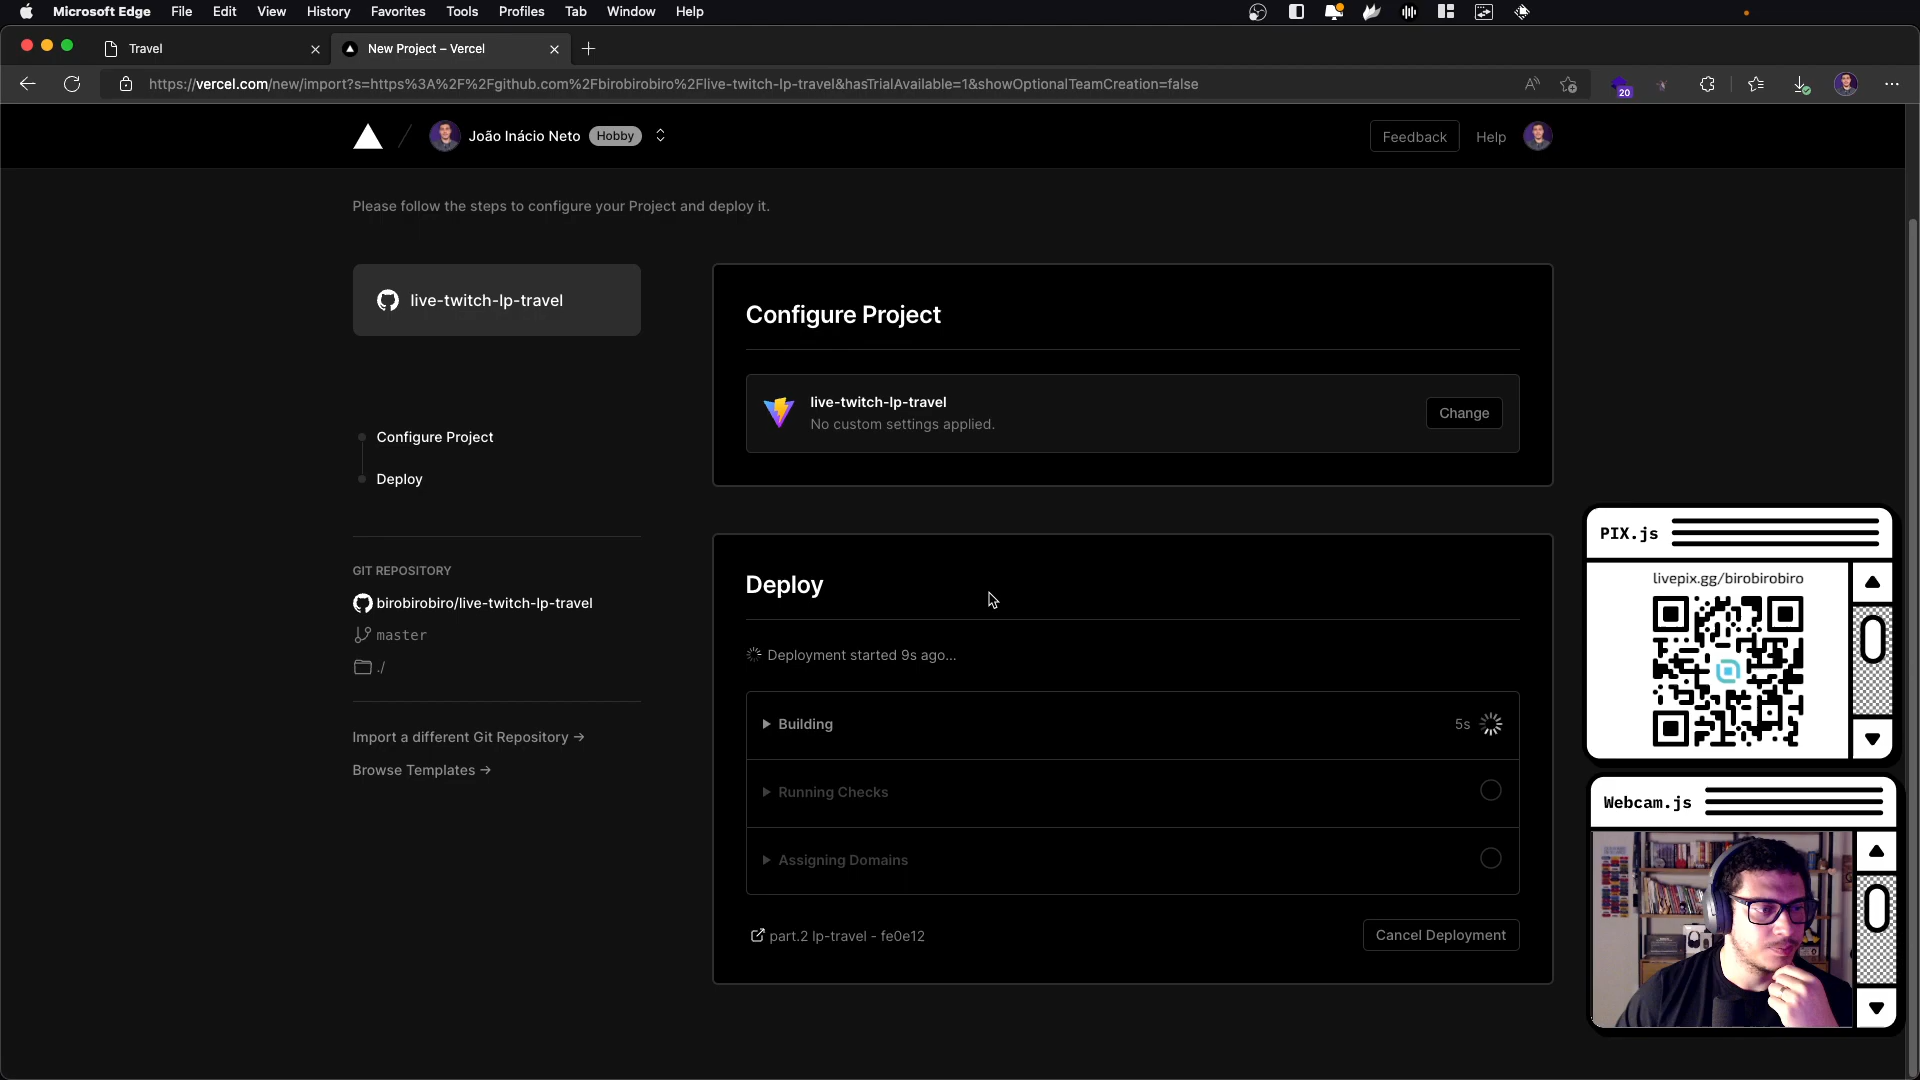 Microsoft Edge File Edit View History Favorites Tools Profiles Tab Window Help
Travel
New Project – Vercel
https://vercel.com/new/import?s=https%3A%2F%2Fgithub.com%2Fbirobirobiro%2Flive-twitch-lp-travel&hasTrialAvailable=1&showOptionalTeamCreation=false
20
João Inácio Neto Hobby
Feedback Help
Please follow the steps to configure your Project and deploy it.
live-twitch-lp-travel
Configure Project
Deploy
GIT REPOSITORY
birobirobiro/live-twitch-lp-travel
master
./
Import a different Git Repository →
Browse Templates →
Configure Project
live-twitch-lp-travel
No custom settings applied.
Change
Deploy
Deployment started 9s ago...
Building 5s
Running Checks
Assigning Domains
part.2 lp-travel - fe0e12
Cancel Deployment
PIX.js
livepix.gg/birobirobiro
Webcam.js